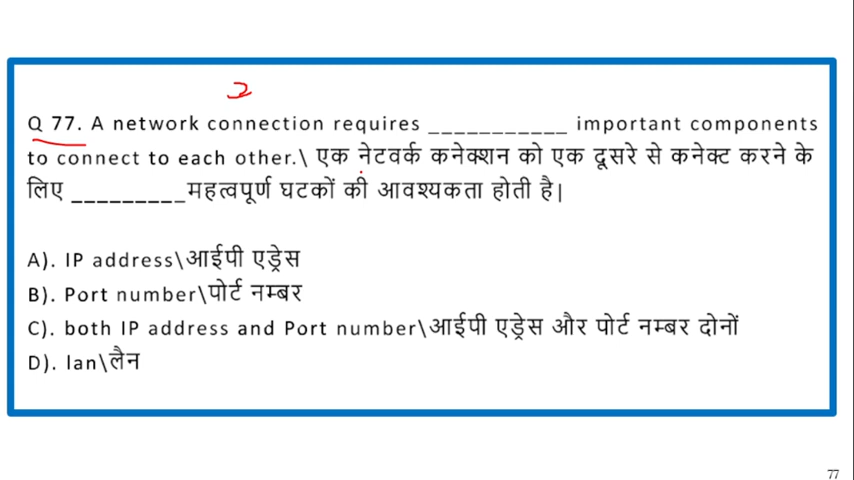 2
Q 77. A network connection requires ___________ important components
to connect to each other.\ एक नेटवर्क कनेक्शन को एक दूसरे से कनेक्ट करने के
लिए _________महत्वपूर्ण घटकों की आवश्यकता होती है|
A). IP address\आईपी एड्रेस
B). Port number\पोर्ट नम्बर
C). both IP address and Port number\आईपी एड्रेस और पोर्ट नम्बर दोनों
D). lan\लैन
77